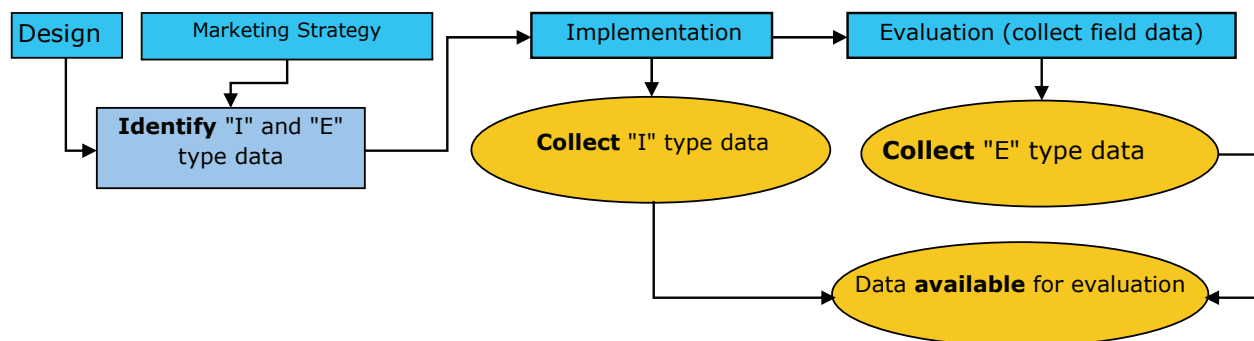 Design
Marketing Strategy
Implementation
Evaluation (collect field data)
Identify "I" and "E"
type data
Collect "I" type data
Collect "E" type data
Data available for evaluation